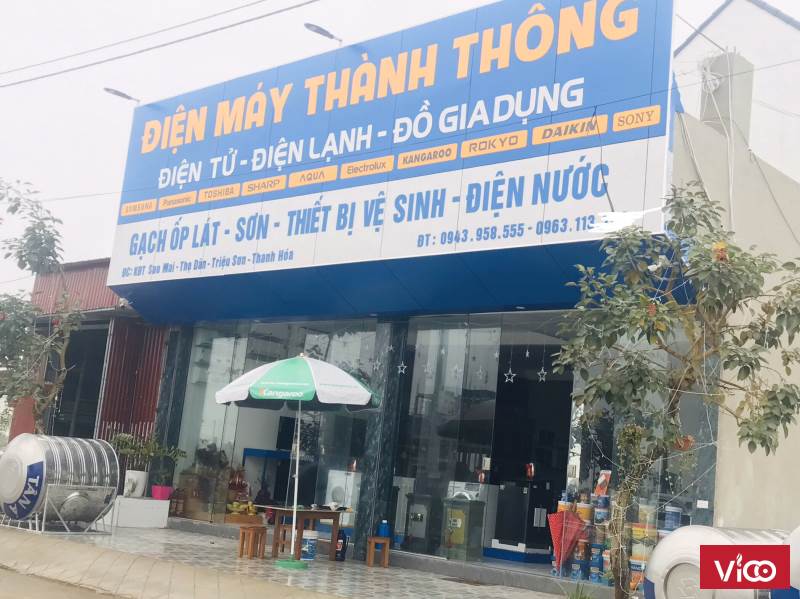 ĐIỆN MÁY THÀNH THÔNG
ĐIỆN TỬ - ĐIỆN LẠNH - ĐỒ GIA DỤNG
SAMSUNG Panasonic TOSHIBA SHARP AQUA Electrolux KANGAROO ROKYO DAIKIN SONY
GẠCH ỐP LÁT - SƠN - THIẾT BỊ VỆ SINH - ĐIỆN NƯỚC
ĐC: KĐT Sao Mai - Thọ Dân - Triệu Sơn - Thanh Hóa
ĐT: 0943.958.555 - 0963.113
Kangaroo
TÂN
VICO